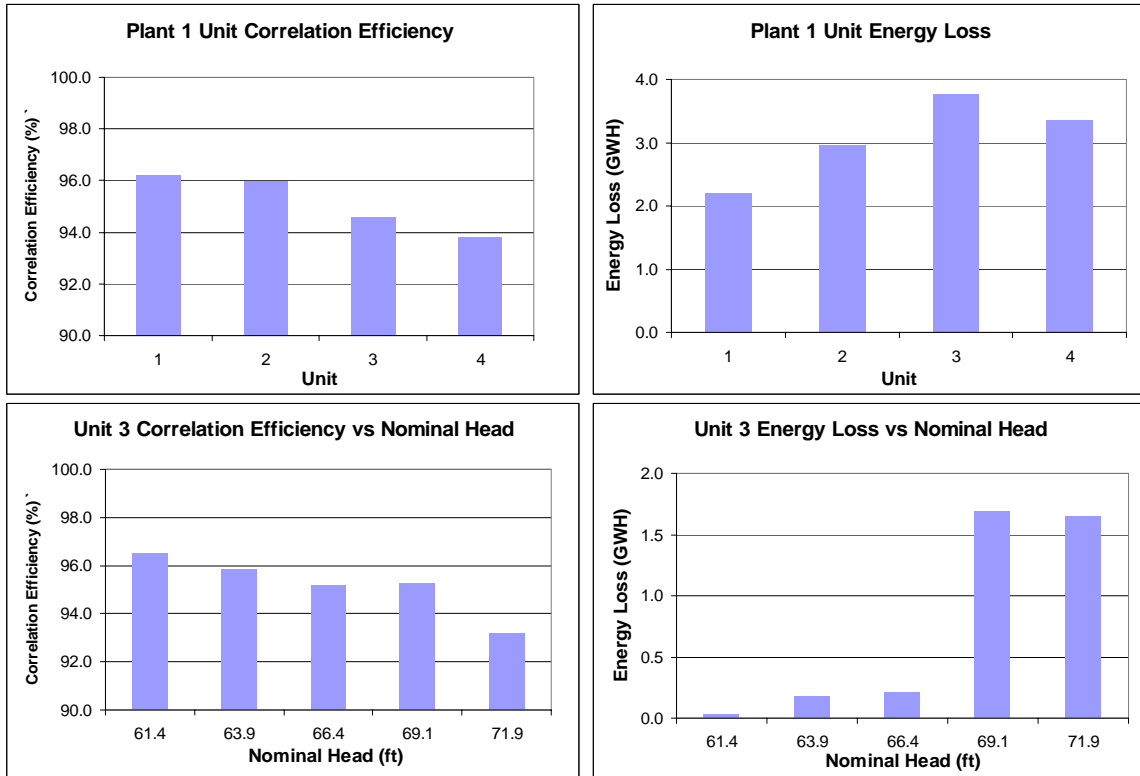 Plant 1 Unit Correlation Efficiency
Correlation Efficiency (%) `
100.0
98.0
96.0
94.0
92.0
90.0
1 2 3 4
Unit
Plant 1 Unit Energy Loss
Energy Loss (GWH)
4.0
3.0
2.0
1.0
0.0
1 2 3 4
Unit
Unit 3 Correlation Efficiency vs Nominal Head
Correlation Efficiency (%) `
100.0
98.0
96.0
94.0
92.0
90.0
61.4 63.9 66.4 69.1 71.9
Nominal Head (ft)
Unit 3 Energy Loss vs Nominal Head
Energy Loss (GWH)
2.0
1.5
1.0
0.5
0.0
61.4 63.9 66.4 69.1 71.9
Nominal Head (ft)